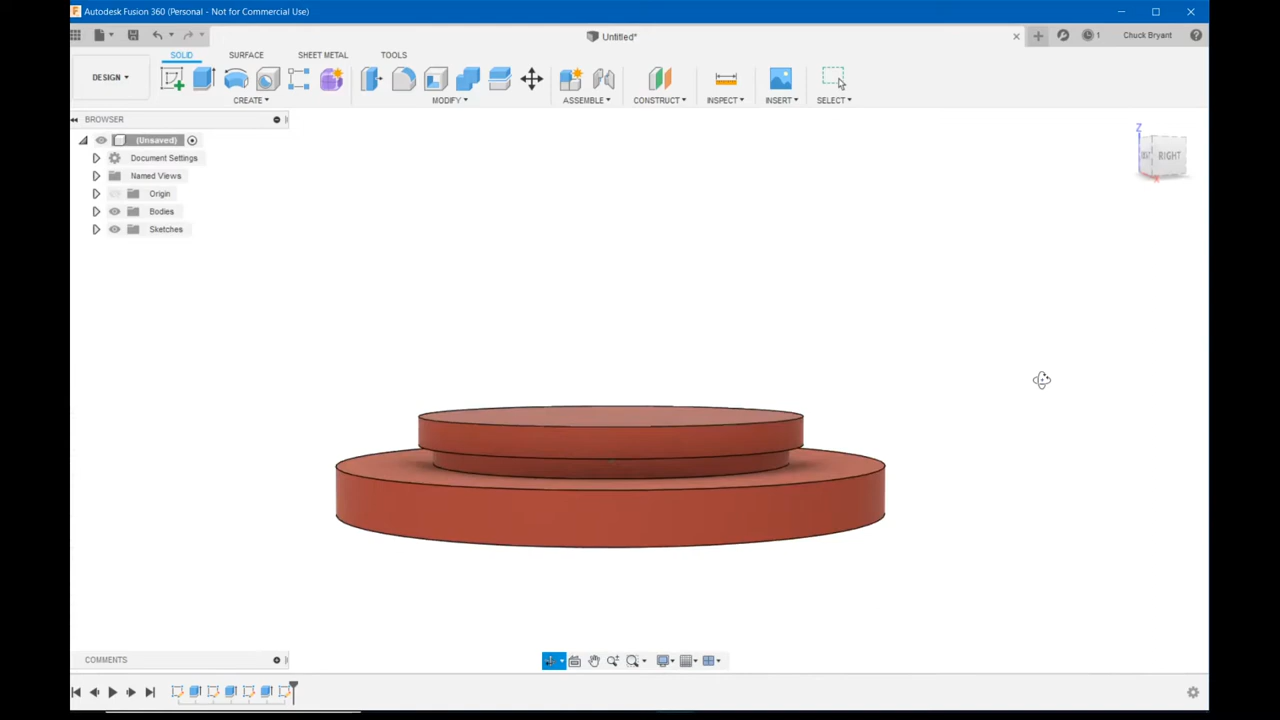 Autodesk Fusion 360 (Personal - Not for Commercial Use)
Untitled*
1
Chuck Bryant
DESIGN
SOLID
SURFACE
SHEET METAL
TOOLS
CREATE
MODIFY
ASSEMBLE
CONSTRUCT
INSPECT
INSERT
SELECT
BROWSER
(Unsaved)
Document Settings
Named Views
Origin
Bodies
Sketches
Z
RIGHT
COMMENTS